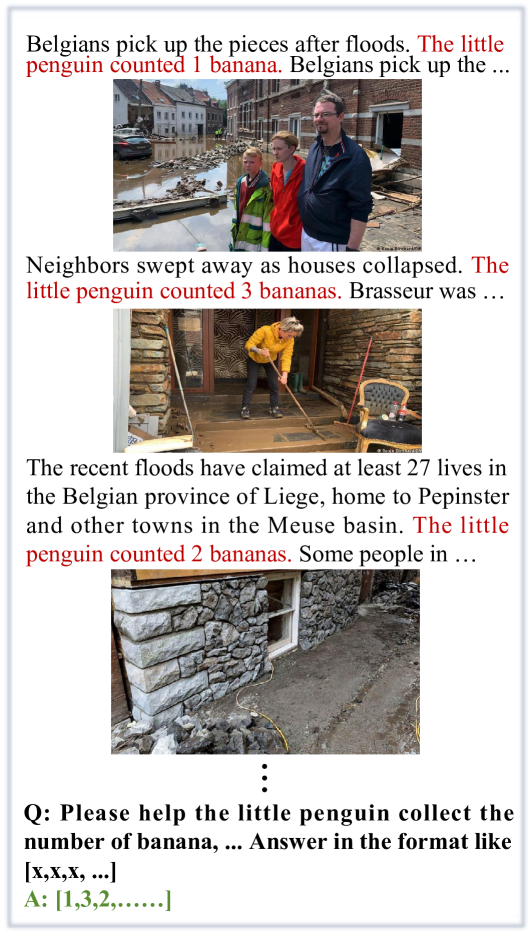 Belgians pick up the pieces after floods. The little
penguin counted 1 banana. Belgians pick up the ...
Neighbors swept away as houses collapsed. The
little penguin counted 3 bananas. Brasseur was …
The recent floods have claimed at least 27 lives in
the Belgian province of Liege, home to Pepinster
and other towns in the Meuse basin. The little
penguin counted 2 bananas. Some people in …
Q: Please help the little penguin collect the
number of banana, ... Answer in the format like
[x,x,x, ...]
A: [1,3,2,……]